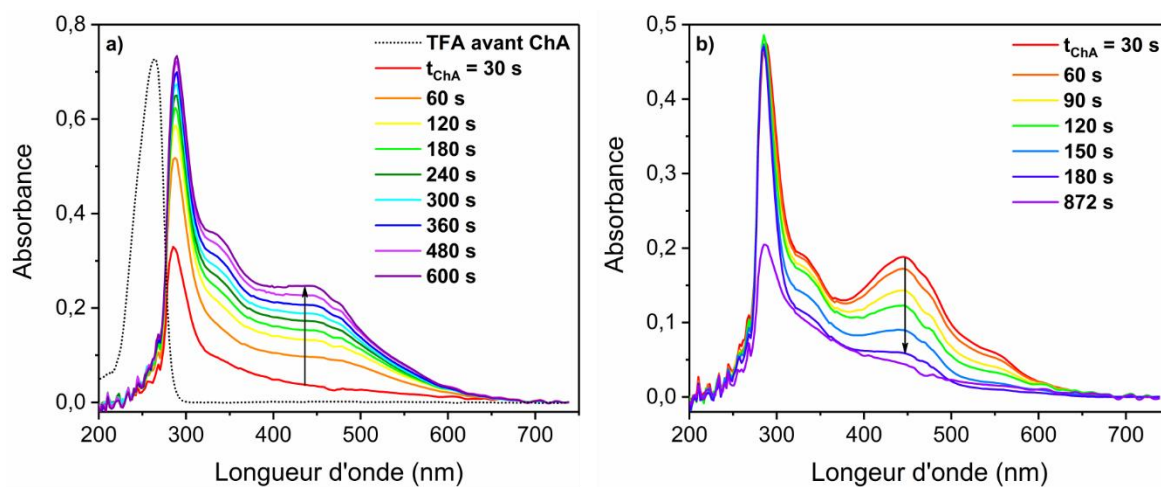 a)
TFA avant ChA
tChA = 30 s
60 s
120 s
180 s
240 s
300 s
360 s
480 s
600 s
0,8
0,6
0,4
0,2
0,0
200 300 400 500 600 700
Absorbance
Longueur d'onde (nm)
b)
tChA = 30 s
60 s
90 s
120 s
150 s
180 s
872 s
0,5
0,4
0,3
0,2
0,1
0,0
200 300 400 500 600 700
Absorbance
Longeur d'onde (nm)